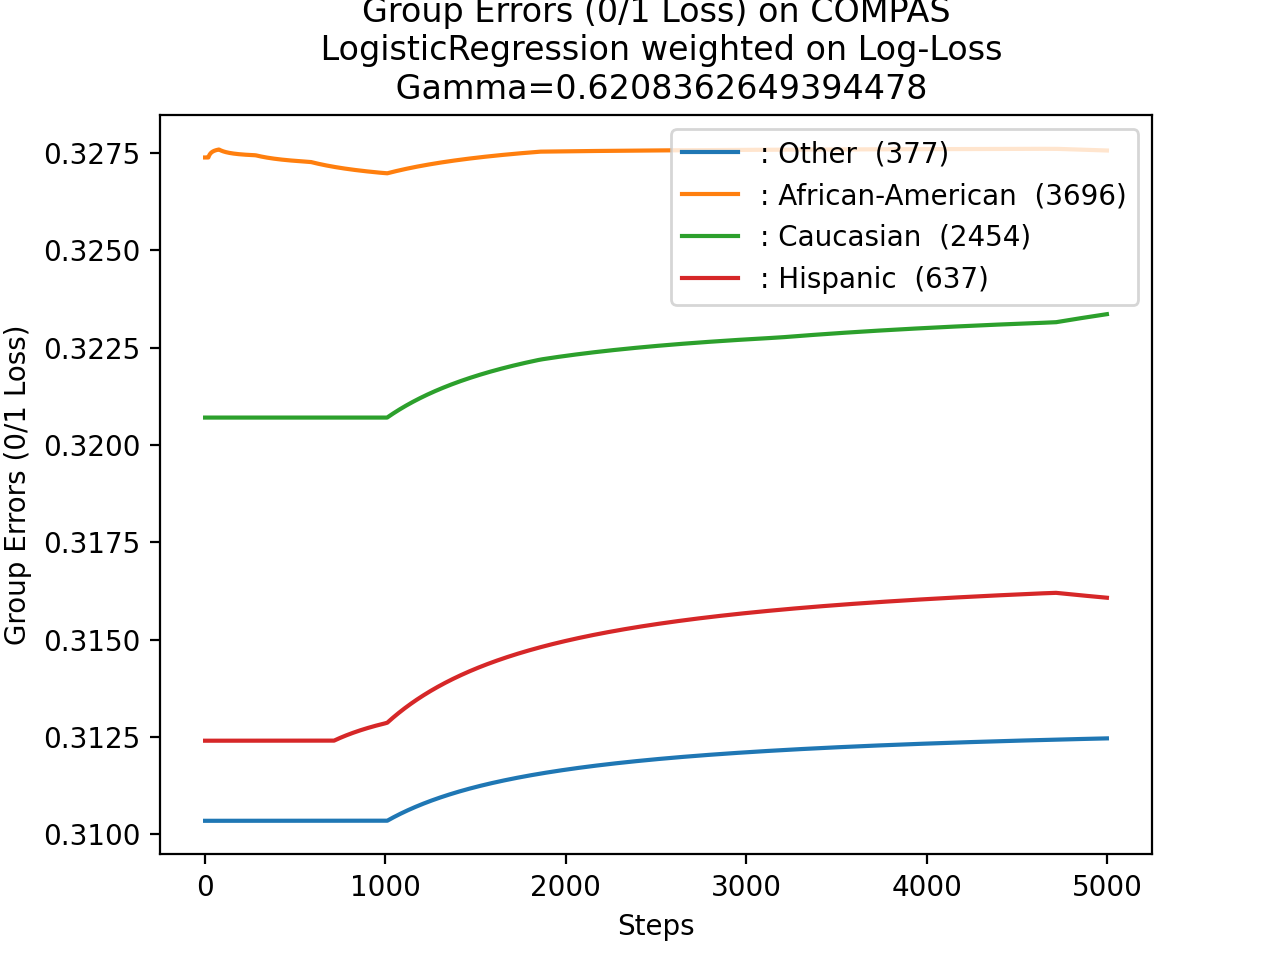 Group Errors (0/1 Loss) on COMPAS
LogisticRegression weighted on Log-Loss
Gamma=0.6208362649394478
Group Errors (0/1 Loss)
0.3275
0.3250
0.3225
0.3200
0.3175
0.3150
0.3125
0.3100
: Other (377)
: African-American (3696)
: Caucasian (2454)
: Hispanic (637)
0 1000 2000 3000 4000 5000
Steps